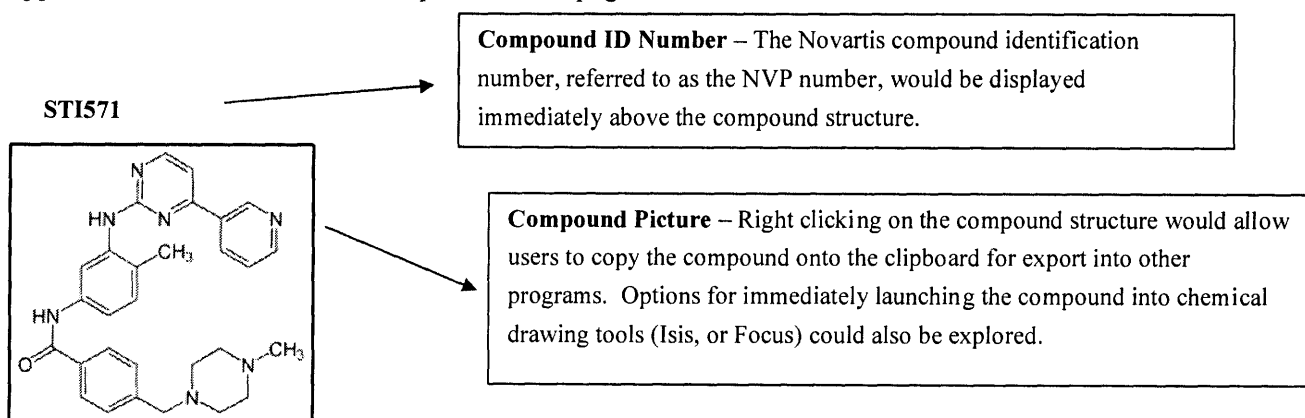 Compound ID Number – The Novartis compound identification
number, referred to as the NVP number, would be displayed
immediately above the compound structure.
STI571
N
N
HN
N
CH3
HN
O
N
N
CH3
Compound Picture – Right clicking on the compound structure would allow
users to copy the compound onto the clipboard for export into other
programs. Options for immediately launching the compound into chemical
drawing tools (Isis, or Focus) could also be explored.